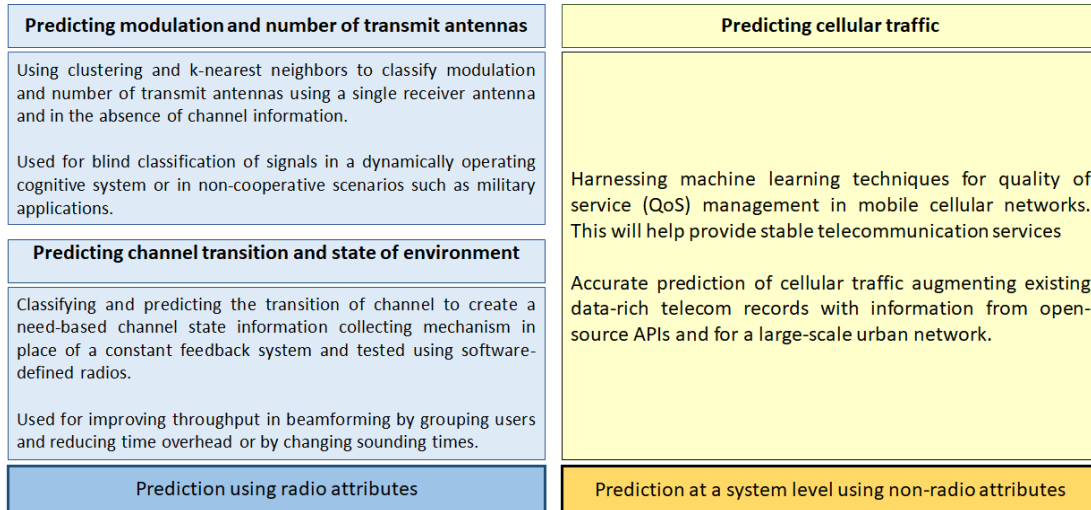 Predicting modulation and number of transmit antennas
Using clustering and k-nearest neighbors to classify modulation
and number of transmit antennas using a single receiver antenna
and in the absence of channel information.
Used for blind classification of signals in a dynamically operating
cognitive system or in non-cooperative scenarios such as military
applications.
Predicting channel transition and state of environment
Classifying and predicting the transition of channel to create a
need-based channel state information collecting mechanism in
place of a constant feedback system and tested using software-
defined radios.
Used for improving throughput in beamforming by grouping users
and reducing time overhead or by changing sounding times.
Prediction using radio attributes
Predicting cellular traffic
Harnessing machine learning techniques for quality of
service (QoS) management in mobile cellular networks.
This will help provide stable telecommunication services
Accurate prediction of cellular traffic augmenting existing
data-rich telecom records with information from open-
source APIs and for a large-scale urban network.
Prediction at a system level using non-radio attributes